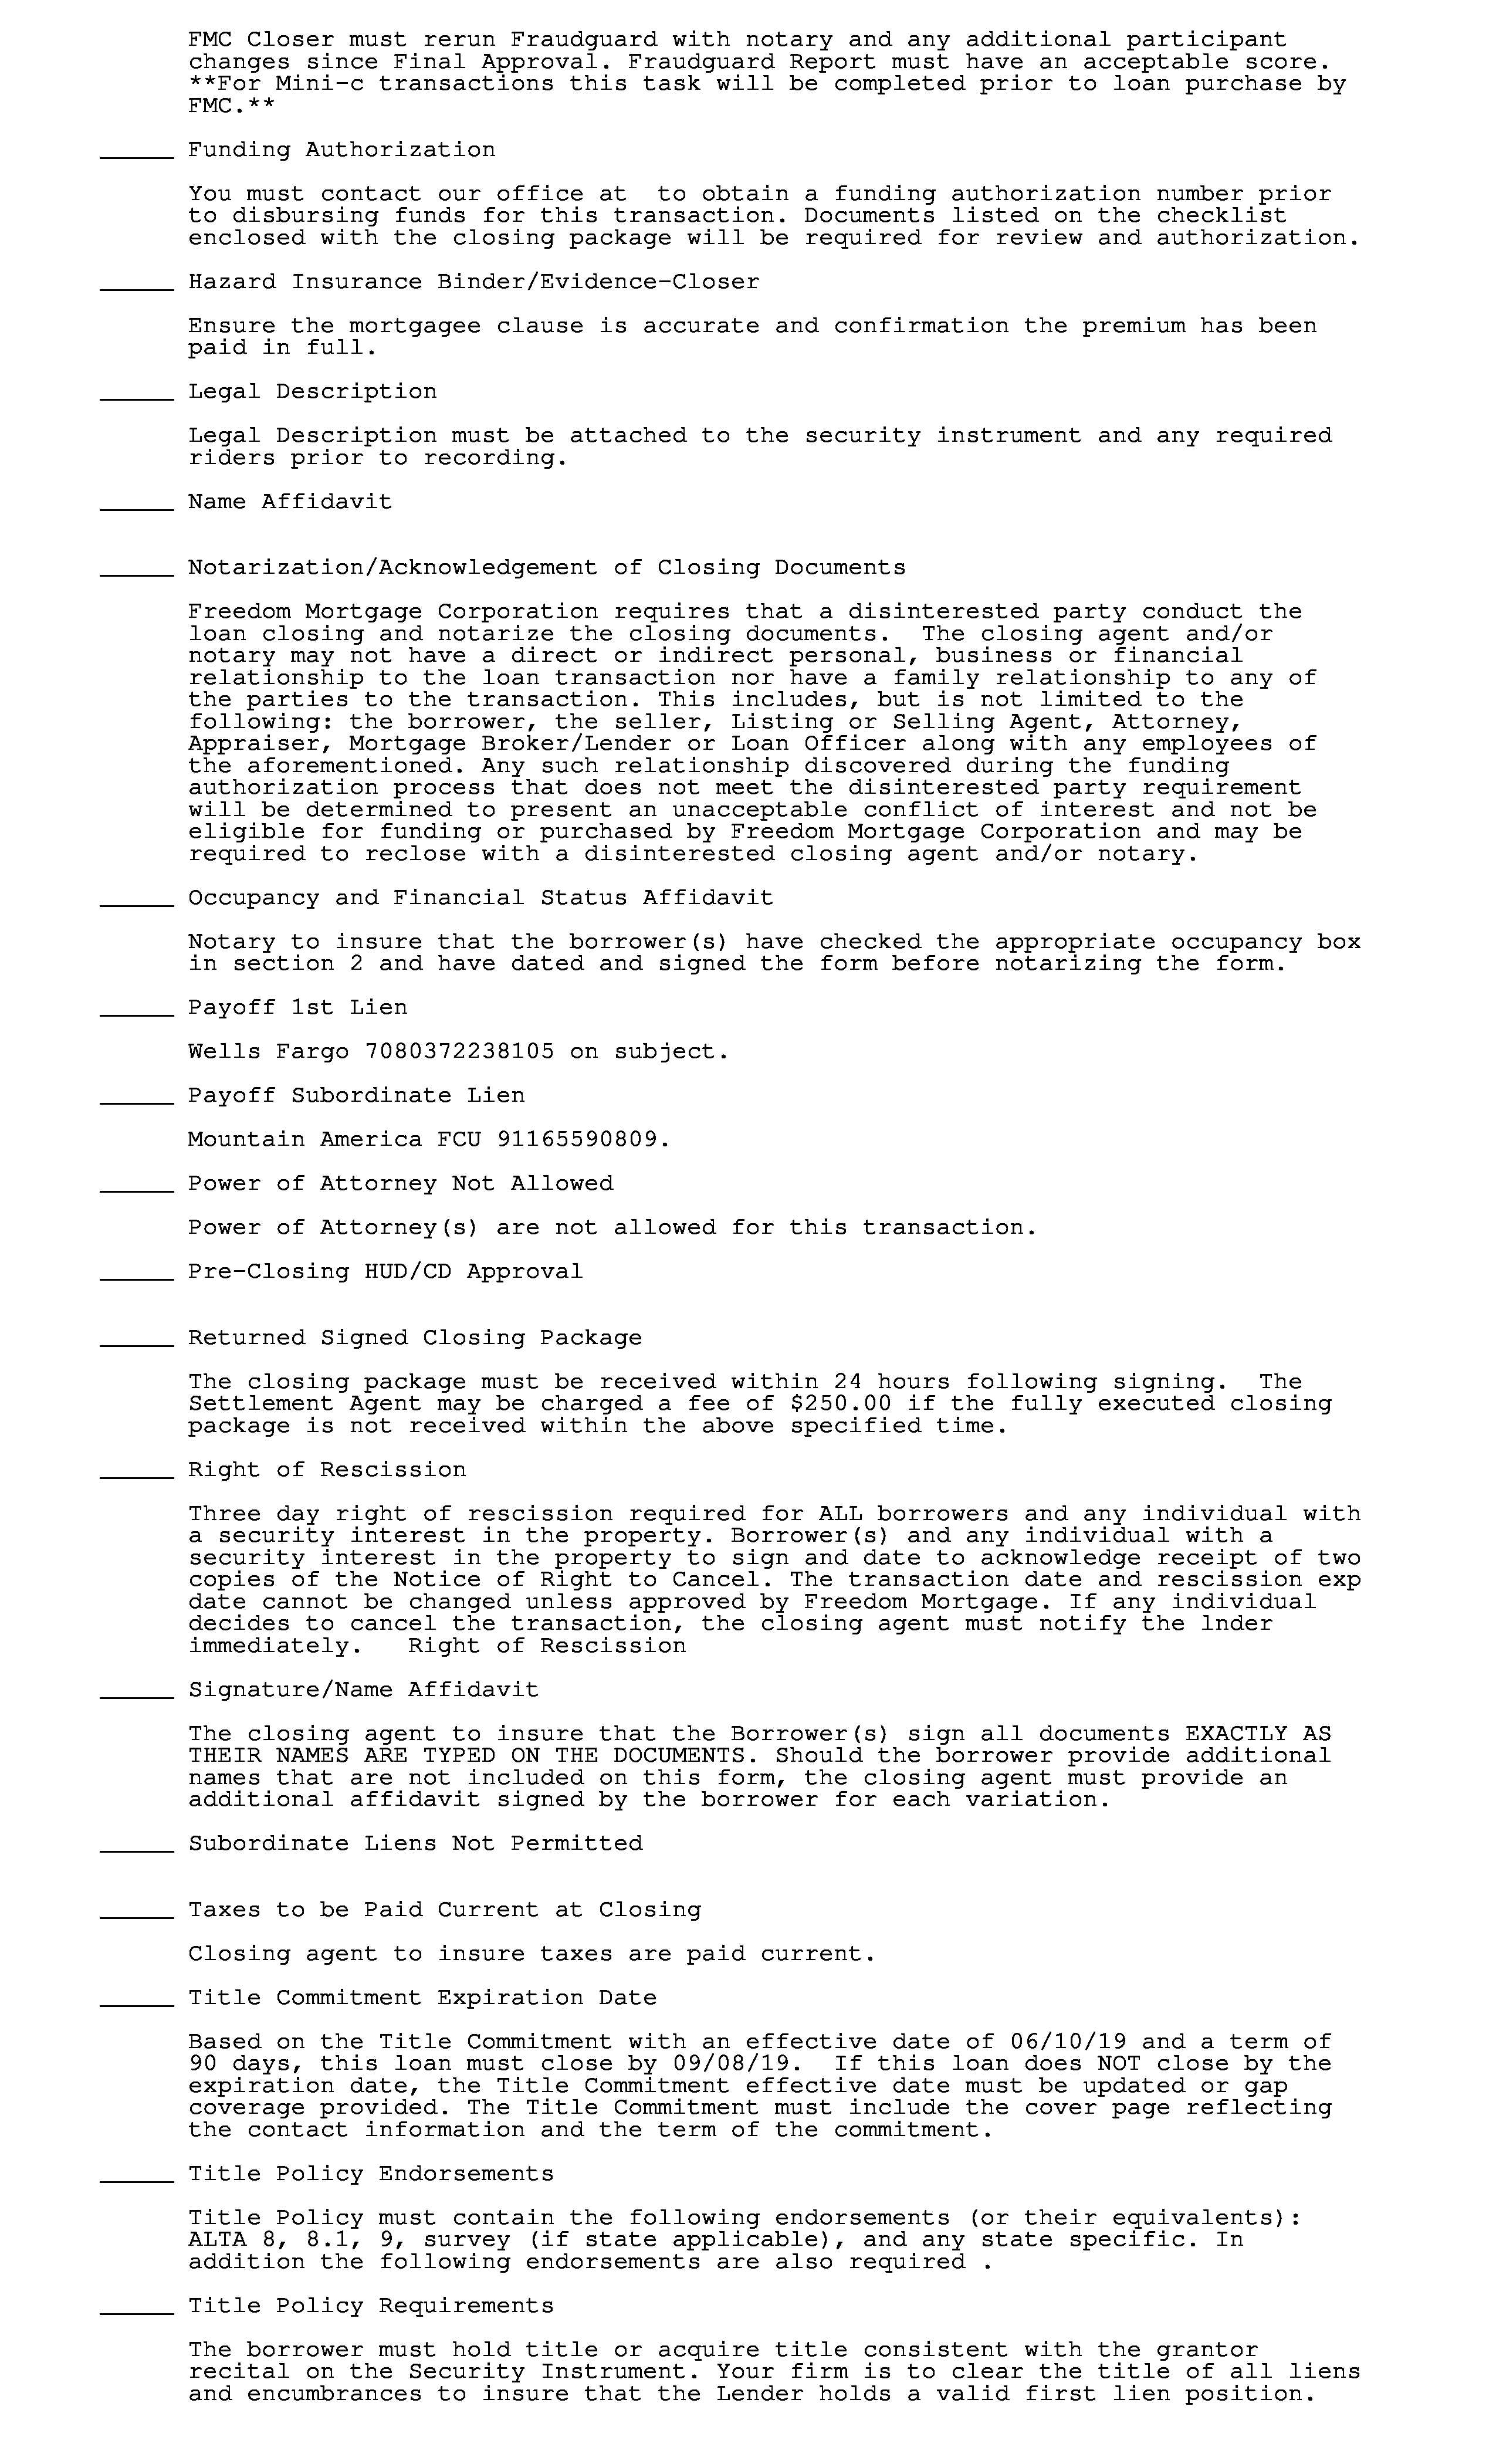 FMC Closer must rerun Fraudguard with notary and any additional participant
changes since Final Approval. Fraudguard Report must have an acceptable score.
**For Mini-c transactions this task will be completed prior to loan purchase by
FMC.**
______ Funding Authorization
You must contact our office at  to obtain a funding authorization number prior
to disbursing funds for this transaction. Documents listed on the checklist
enclosed with the closing package will be required for review and authorization.
______ Hazard Insurance Binder/Evidence-Closer
Ensure the mortgagee clause is accurate and confirmation the premium has been
paid in full.
______ Legal Description
Legal Description must be attached to the security instrument and any required
riders prior to recording.
______ Name Affidavit
______ Notarization/Acknowledgement of Closing Documents
Freedom Mortgage Corporation requires that a disinterested party conduct the
loan closing and notarize the closing documents.  The closing agent and/or
notary may not have a direct or indirect personal, business or financial
relationship to the loan transaction nor have a family relationship to any of
the parties to the transaction. This includes, but is not limited to the
following: the borrower, the seller, Listing or Selling Agent, Attorney,
Appraiser, Mortgage Broker/Lender or Loan Officer along with any employees of
the aforementioned. Any such relationship discovered during the funding
authorization process that does not meet the disinterested party requirement
will be determined to present an unacceptable conflict of interest and not be
eligible for funding or purchased by Freedom Mortgage Corporation and may be
required to reclose with a disinterested closing agent and/or notary.
______ Occupancy and Financial Status Affidavit
Notary to insure that the borrower(s) have checked the appropriate occupancy box
in section 2 and have dated and signed the form before notarizing the form.
______ Payoff 1st Lien
Wells Fargo 7080372238105 on subject.
______ Payoff Subordinate Lien
Mountain America FCU 91165590809.
______ Power of Attorney Not Allowed
Power of Attorney(s) are not allowed for this transaction.
______ Pre-Closing HUD/CD Approval
______ Returned Signed Closing Package
The closing package must be received within 24 hours following signing.  The
Settlement Agent may be charged a fee of $250.00 if the fully executed closing
package is not received within the above specified time.
______ Right of Rescission
Three day right of rescission required for ALL borrowers and any individual with
a security interest in the property. Borrower(s) and any individual with a
security interest in the property to sign and date to acknowledge receipt of two
copies of the Notice of Right to Cancel. The transaction date and rescission exp
date cannot be changed unless approved by Freedom Mortgage. If any individual
decides to cancel the transaction, the closing agent must notify the lnder
immediately.   Right of Rescission
______ Signature/Name Affidavit
The closing agent to insure that the Borrower(s) sign all documents EXACTLY AS
THEIR NAMES ARE TYPED ON THE DOCUMENTS. Should the borrower provide additional
names that are not included on this form, the closing agent must provide an
additional affidavit signed by the borrower for each variation.
______ Subordinate Liens Not Permitted
______ Taxes to be Paid Current at Closing
Closing agent to insure taxes are paid current.
______ Title Commitment Expiration Date
Based on the Title Commitment with an effective date of 06/10/19 and a term of
90 days, this loan must close by 09/08/19.  If this loan does NOT close by the
expiration date, the Title Commitment effective date must be updated or gap
coverage provided. The Title Commitment must include the cover page reflecting
the contact information and the term of the commitment.
______ Title Policy Endorsements
Title Policy must contain the following endorsements (or their equivalents):
ALTA 8, 8.1, 9, survey (if state applicable), and any state specific. In
addition the following endorsements are also required .
______ Title Policy Requirements
The borrower must hold title or acquire title consistent with the grantor
recital on the Security Instrument. Your firm is to clear the title of all liens
and encumbrances to insure that the Lender holds a valid first lien position.